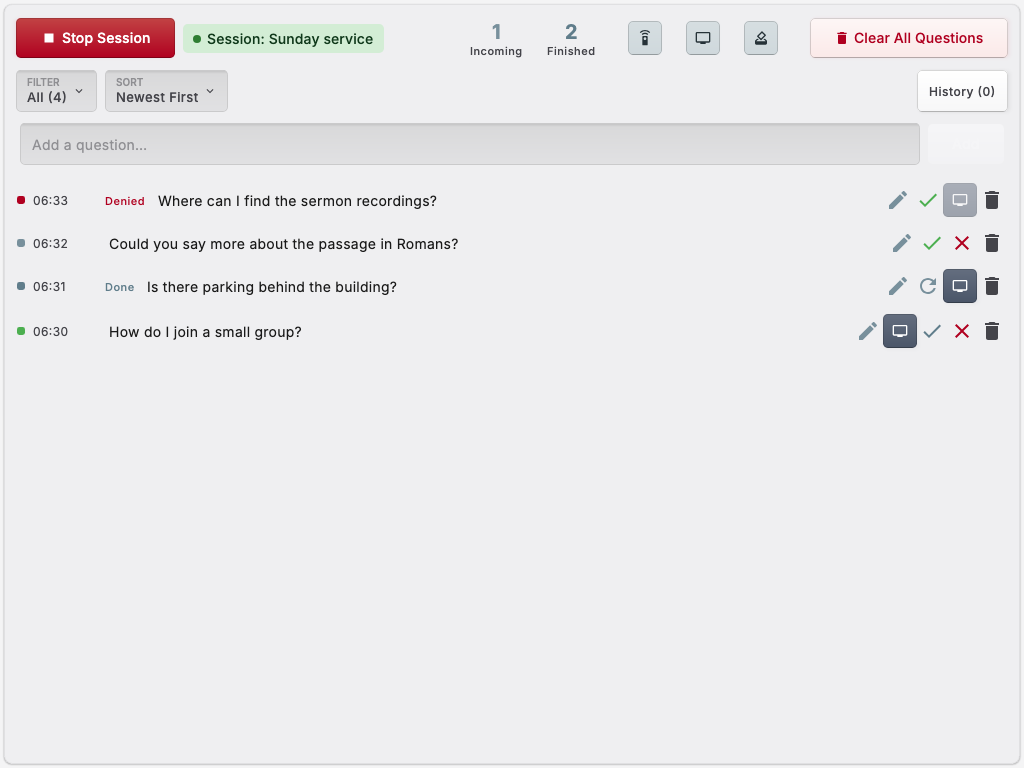 Stop Session
Session: Sunday service
1
Incoming
2
Finished
Clear All Questions
FILTER
All (4)
SORT
Newest First
History (0)
Add a question...
06:33 Denied Where can I find the sermon recordings?
06:32 Could you say more about the passage in Romans?
06:31 Done Is there parking behind the building?
06:30 How do I join a small group?